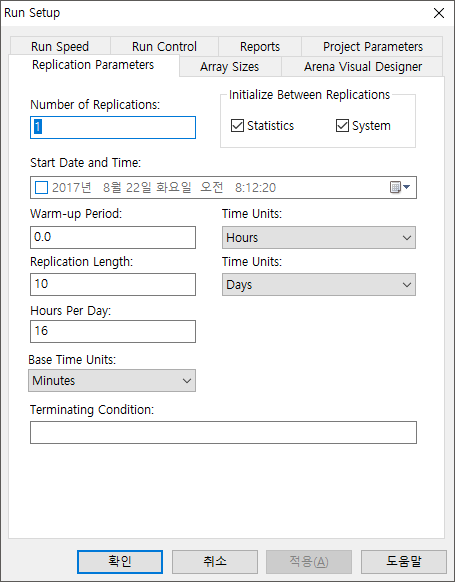 Run Setup
Run Speed Run Control Reports Project Parameters
Replication Parameters Array Sizes Arena Visual Designer
Number of Replications:
1
Initialize Between Replications
Statistics System
Start Date and Time:
2017년 8월 22일 화요일 오전 8:12:20
Warm-up Period: Time Units:
0.0 Hours
Replication Length: Time Units:
10 Days
Hours Per Day:
16
Base Time Units:
Minutes
Terminating Condition:
확인 취소 적용(A) 도움말